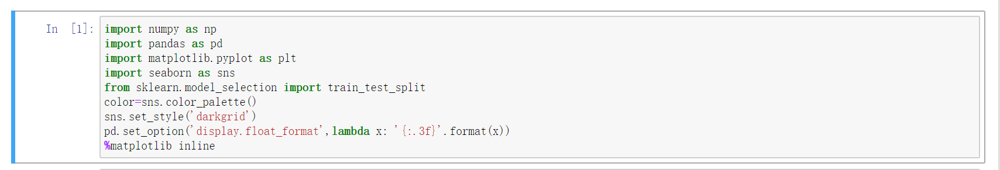 In [1]:
import numpy as np
import pandas as pd
import matplotlib.pyplot as plt
import seaborn as sns
from sklearn.model_selection import train_test_split
color=sns.color_palette()
sns.set_style('darkgrid')
pd.set_option('display.float_format',lambda x: '{:.3f}'.format(x))
%matplotlib inline